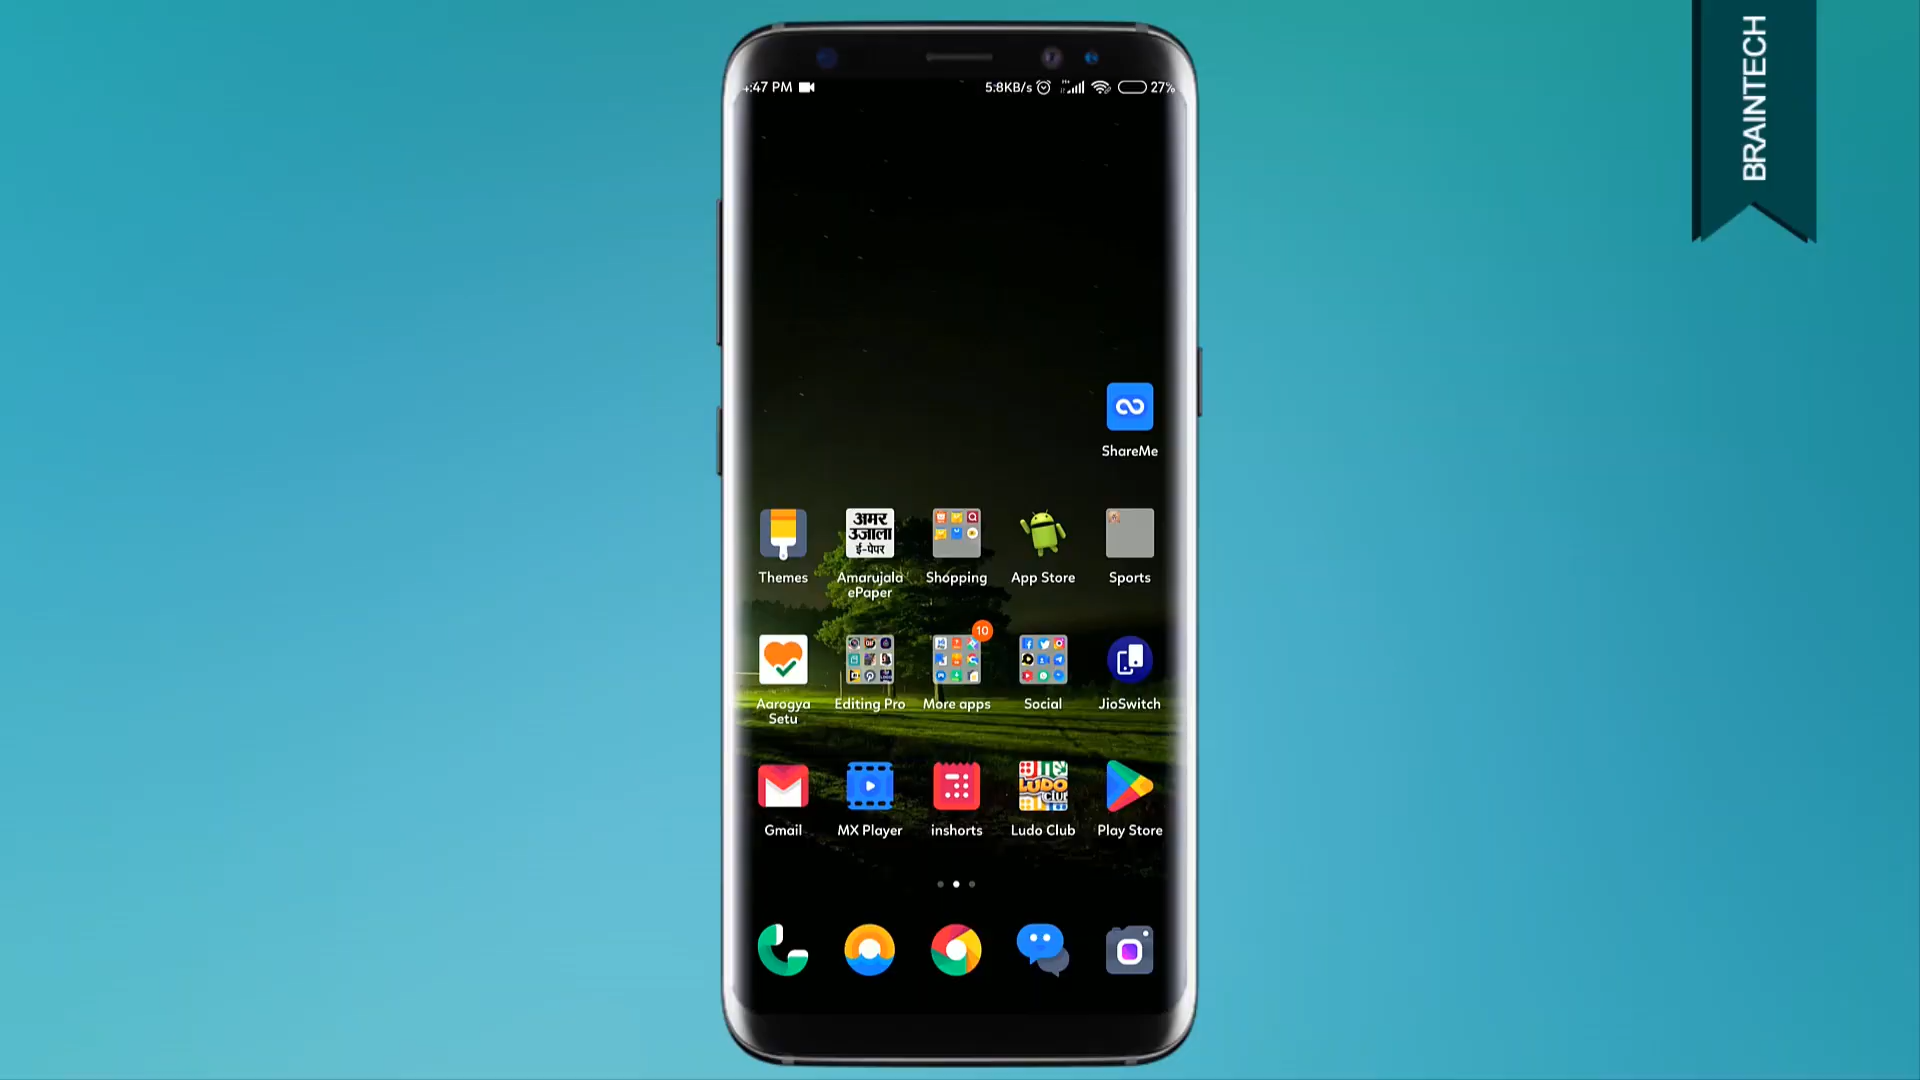 BRAINTECH
:47 PM
5.8KB/s
27%
ShareMe
अमर
उजाला
ई-पेपर
Themes
Amarujala
ePaper
Shopping
App Store
Sports
10
Aarogya
Setu
Editing Pro
More apps
Social
JioSwitch
LUDO
Club
Gmail
MX Player
inshorts
Ludo Club
Play Store